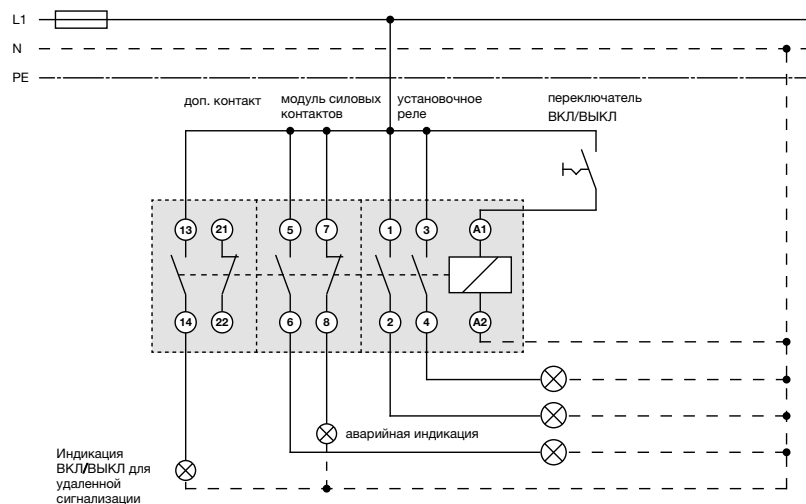 L1
N
PE
доп. контакт
модуль силовых
контактов
установочное
реле
переключатель
ВКЛ/ВЫКЛ
13 21 5 7 1 3 A1
14 22 6 8 2 4 A2
аварийная индикация
Индикация
ВКЛ/ВЫКЛ для
удаленной
сигнализации